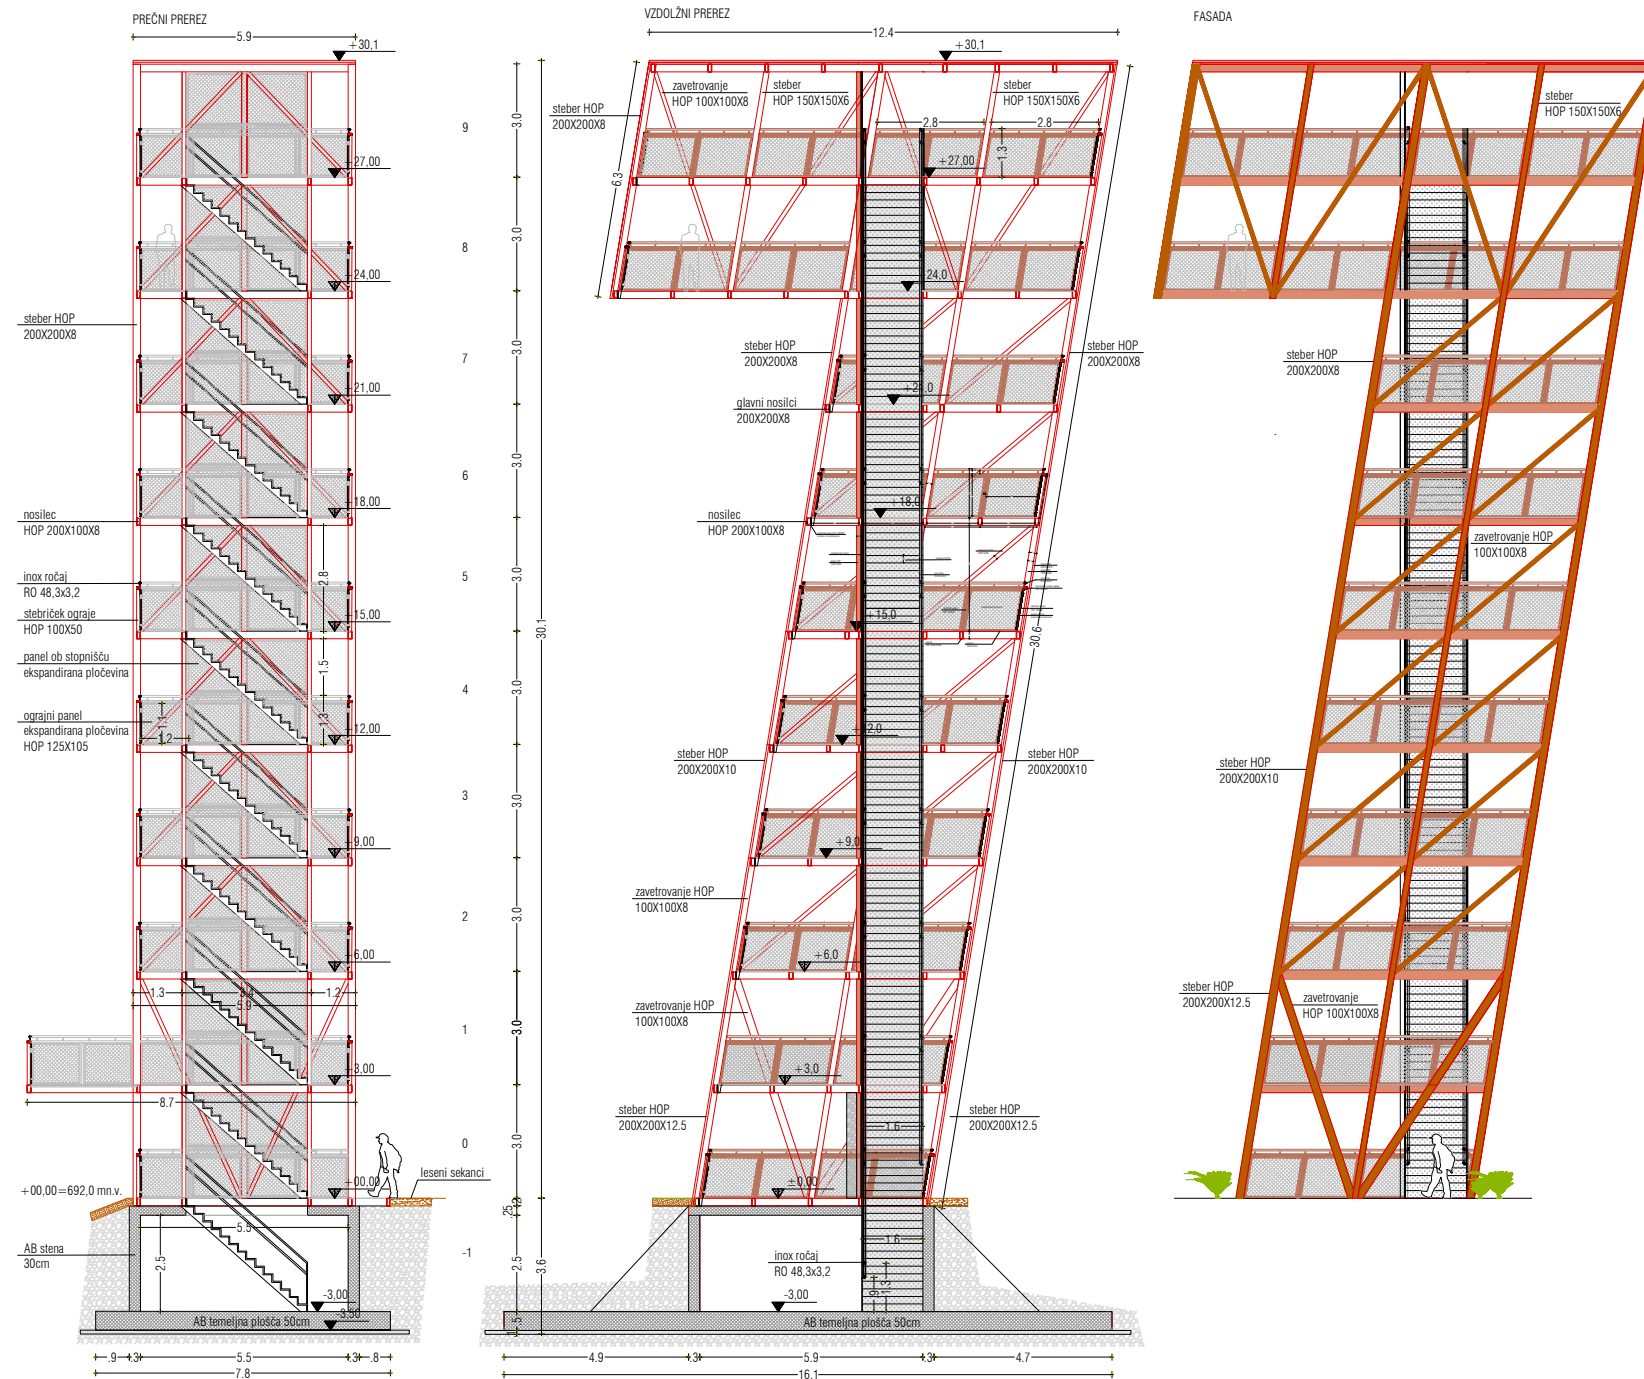 PREČNI PREREZ
5.9
+30,1
+27,00
+24,00
steber HOP
200X200X8
+21,00
+18,00
nosilec
HOP 200X100X8
inox ročaj
RO 48,3x3,2
stebriček ograje
HOP 100X50
2.8
+15,00
panel ob stopnišču
ekspandirana pločevina
1.5
ograjni panel
ekspandirana pločevina
HOP 125X105
1.1
1.2
1.3
+12,00
+9,00
+6,00
1.3
3.4
1.2
5.9
+3,00
8.7
+00,00
leseni sekanci
+00,00=692,0 mn.v.
5.5
AB stena
30cm
2.5
-3,00
-3,50
AB temeljna plošča 50cm
.9
.3
5.5
.3
.8
7.8
9
8
7
6
5
4
3
2
1
0
-1
VZDOLŽNI PREREZ
12.4
+30,1
zavetrovanje
HOP 100X100X8
steber
HOP 150X150X6
steber
HOP 150X150X6
steber HOP
200X200X8
3.0
2.8
2.8
1.3
+27,00
6.3
3.0
24,0
3.0
steber HOP
200X200X8
steber HOP
200X200X8
+21,0
glavni nosilci
200X200X8
3.0
+18,0
nosilec
HOP 200X100X8
3.0
+15,0
30.1
30.6
3.0
12,0
steber HOP
200X200X10
steber HOP
200X200X10
3.0
+9,0
zavetrovanje HOP
100X100X8
3.0
+6,0
zavetrovanje HOP
100X100X8
3.0
+3,0
steber HOP
200X200X12.5
steber HOP
200X200X12.5
1.6
3.0
±0,00
.25
1.6
inox ročaj
RO 48,3x3,2
2.5
3.6
.9
1.3
-3,00
AB temeljna plošča 50cm
.5
4.9
.3
5.9
.3
4.7
16.1
FASADA
steber
HOP 150X150X6
steber HOP
200X200X8
zavetrovanje HOP
100X100X8
steber HOP
200X200X10
steber HOP
200X200X12.5
zavetrovanje
HOP 100X100X8